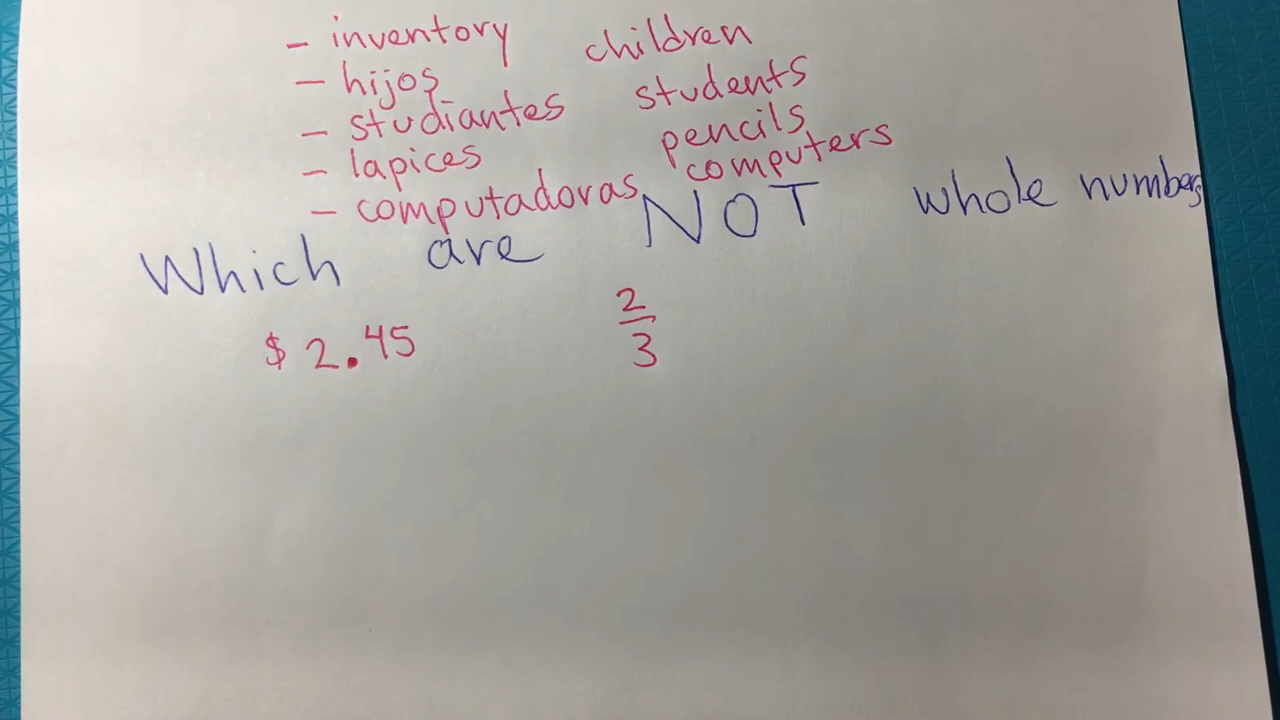 - inventory
- hijos children
- studiantes students
- lapices pencils
- computadoras computers
Which are NOT whole numbers
$ 2.45 2/3